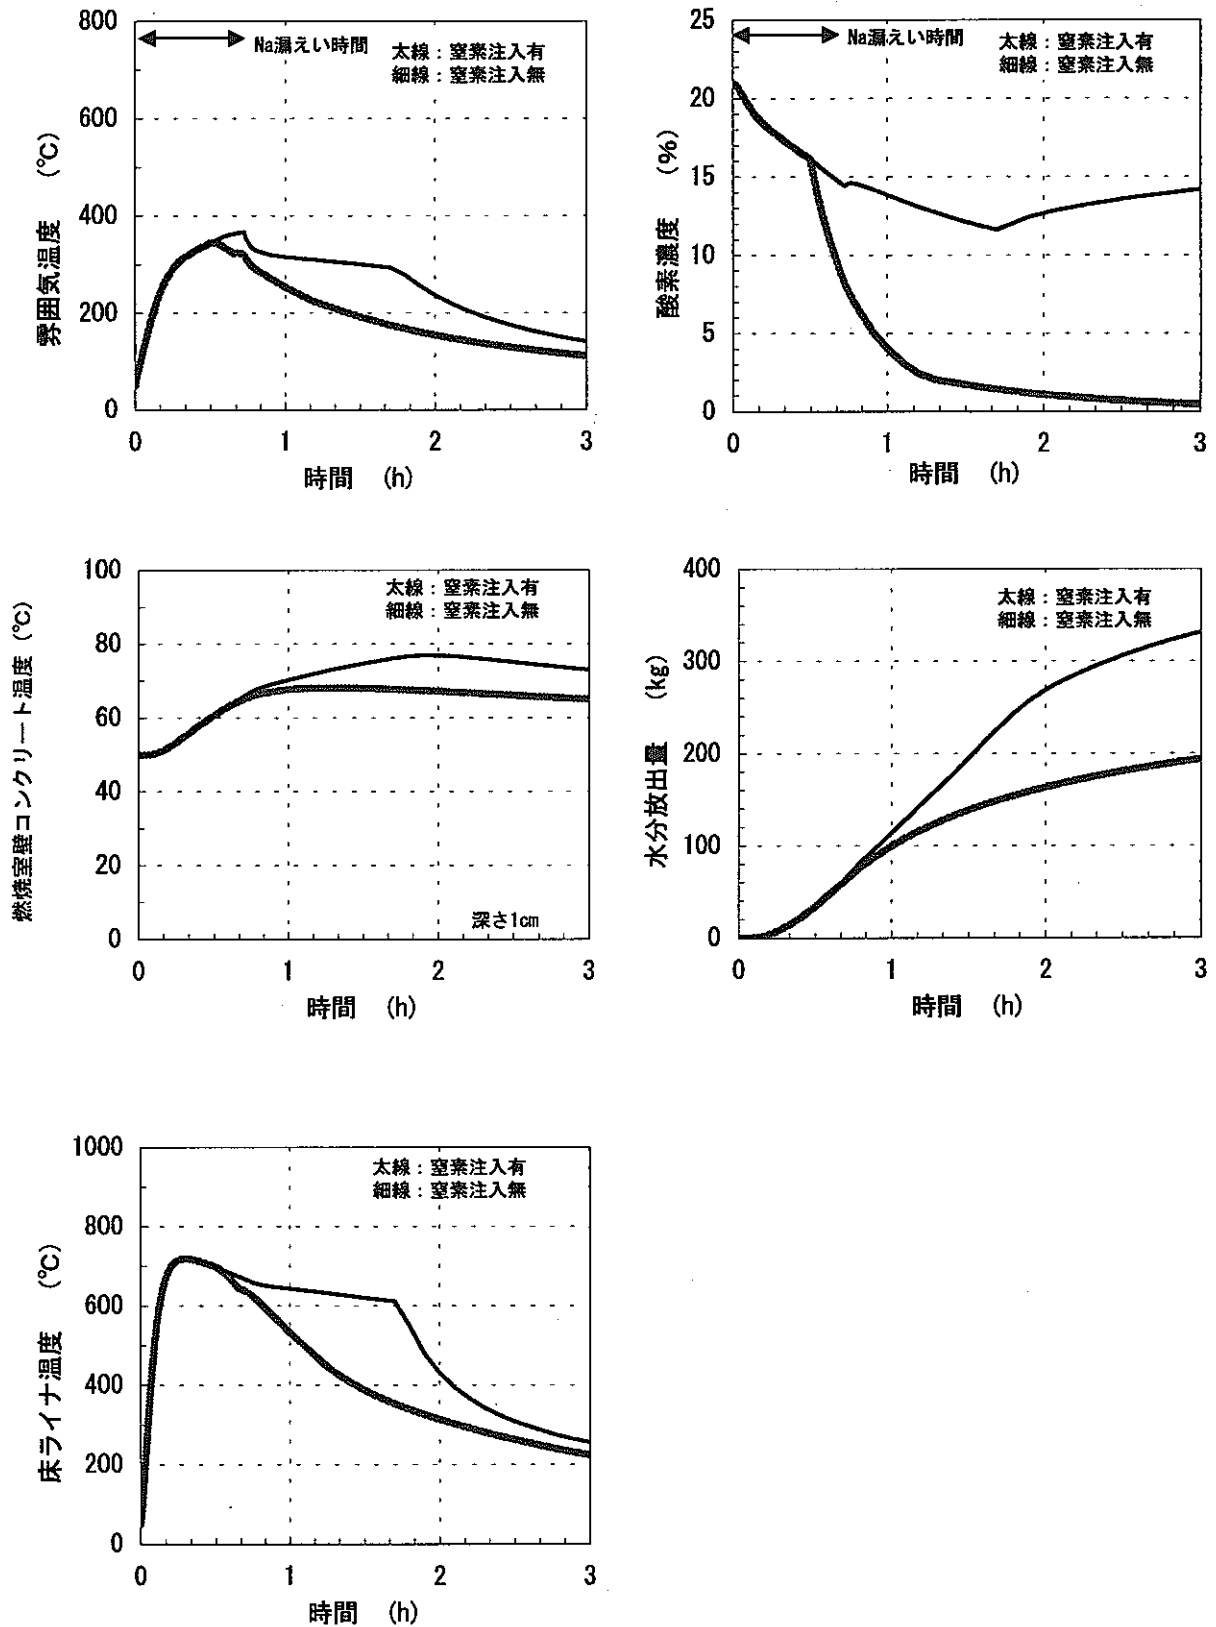 800
600
400
200
0
雰囲気温度 (℃)
Na漏えい時間
太線：窒素注入有
細線：窒素注入無
0 1 2 3
時間 (h)
25
20
15
10
5
0
酸素濃度 (%)
Na漏えい時間
太線：窒素注入有
細線：窒素注入無
0 1 2 3
時間 (h)
100
80
60
40
20
0
燃焼室壁コンクリート温度 (℃)
太線：窒素注入有
細線：窒素注入無
深さ1cm
0 1 2 3
時間 (h)
400
300
200
100
0
水分放出量 (kg)
太線：窒素注入有
細線：窒素注入無
0 1 2 3
時間 (h)
1000
800
600
400
200
0
床ライナ温度 (℃)
太線：窒素注入有
細線：窒素注入無
0 1 2 3
時間 (h)